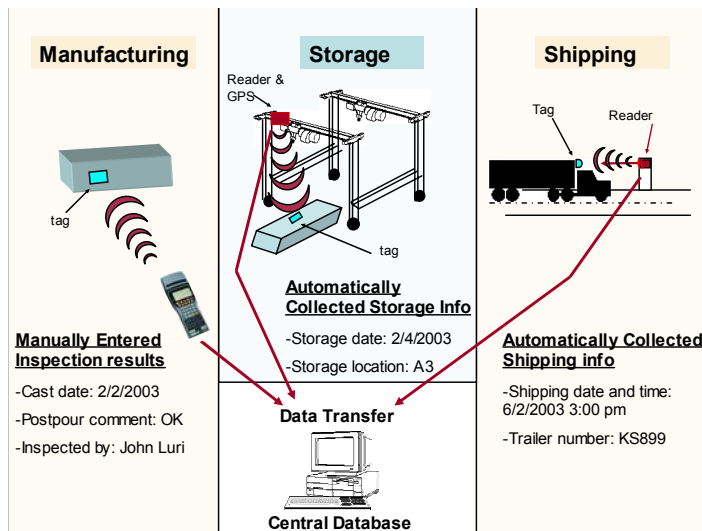 Manufacturing
tag
Manually Entered
Inspection results
-Cast date: 2/2/2003
-Postpour comment: OK
-Inspected by: John Luri
Storage
Reader &
GPS
tag
Automatically
Collected Storage Info
-Storage date: 2/4/2003
-Storage location: A3
Data Transfer
Central Database
Shipping
Tag
Reader
Automatically Collected
Shipping info
-Shipping date and time:
6/2/2003 3:00 pm
-Trailer number: KS899